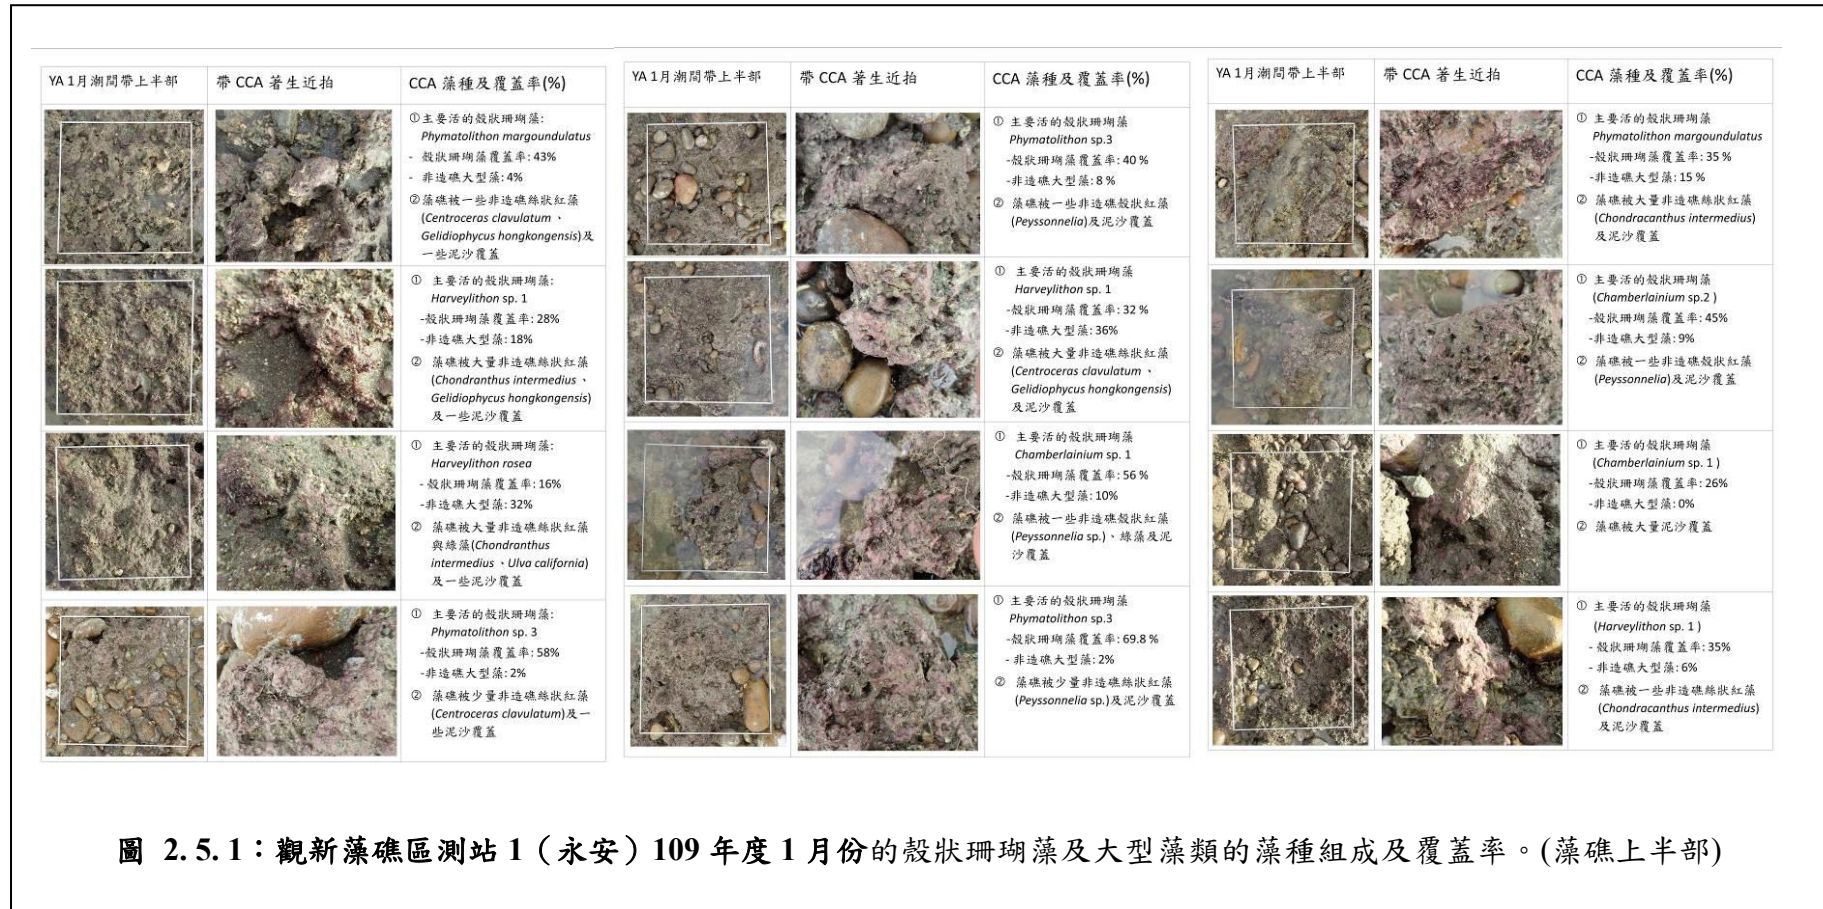 YA 1月潮間帶上半部
帶 CCA 著生近拍
CCA 藻種及覆蓋率(%)
①主要活的殼狀珊瑚藻:
Phymatolithon margoundulatus
- 殼狀珊瑚藻覆蓋率: 43%
- 非造礁大型藻: 4%
②藻礁被一些非造礁絲狀紅藻
(Centroceras clavulatum、
Gelidiophycus hongkongensis)及
一些泥沙覆蓋
① 主要活的殼狀珊瑚藻:
Harveylithon sp. 1
-殼狀珊瑚藻覆蓋率: 28%
-非造礁大型藻: 18%
② 藻礁被大量非造礁絲狀紅藻
(Chondranthus intermedius、
Gelidiophycus hongkongensis)
及一些泥沙覆蓋
① 主要活的殼狀珊瑚藻:
Harveylithon rosea
- 殼狀珊瑚藻覆蓋率: 16%
-非造礁大型藻: 32%
② 藻礁被大量非造礁絲狀紅藻
與綠藻(Chondranthus
intermedius、Ulva california)
及一些泥沙覆蓋
① 主要活的殼狀珊瑚藻:
Phymatolithon sp. 3
-殼狀珊瑚藻覆蓋率: 58%
-非造礁大型藻: 2%
② 藻礁被少量非造礁絲狀紅藻
(Centroceras clavulatum)及一
些泥沙覆蓋
YA 1月潮間帶上半部
帶 CCA 著生近拍
CCA 藻種及覆蓋率(%)
① 主要活的殼狀珊瑚藻
Phymatolithon sp.3
-殼狀珊瑚藻覆蓋率: 40 %
-非造礁大型藻: 8 %
② 藻礁被一些非造礁殼狀紅藻
(Peyssonnelia)及泥沙覆蓋
① 主要活的殼狀珊瑚藻
Harveylithon sp. 1
-殼狀珊瑚藻覆蓋率: 32 %
-非造礁大型藻: 36%
② 藻礁被大量非造礁絲狀紅藻
(Centroceras clavulatum、
Gelidiophycus hongkongensis)
及泥沙覆蓋
① 主要活的殼狀珊瑚藻
Chamberlainium sp. 1
-殼狀珊瑚藻覆蓋率: 56 %
-非造礁大型藻: 10%
② 藻礁被一些非造礁殼狀紅藻
(Peyssonnelia sp.)、綠藻及泥
沙覆蓋
① 主要活的殼狀珊瑚藻
Phymatolithon sp.3
-殼狀珊瑚藻覆蓋率: 69.8 %
- 非造礁大型藻: 2%
② 藻礁被少量非造礁絲狀紅藻
(Peyssonnelia sp.)及泥沙覆蓋
YA 1月潮間帶上半部
帶 CCA 著生近拍
CCA 藻種及覆蓋率(%)
① 主要活的殼狀珊瑚藻
Phymatolithon margoundulatus
-殼狀珊瑚藻覆蓋率: 35 %
-非造礁大型藻: 15 %
② 藻礁被大量非造礁絲狀紅藻
(Chondracanthus intermedius)
及泥沙覆蓋
① 主要活的殼狀珊瑚藻
(Chamberlainium sp.2 )
-殼狀珊瑚藻覆蓋率: 45%
-非造礁大型藻: 9%
② 藻礁被一些非造礁殼狀紅藻
(Peyssonnelia)及泥沙覆蓋
① 主要活的殼狀珊瑚藻
(Chamberlainium sp. 1 )
-殼狀珊瑚藻覆蓋率: 26%
-非造礁大型藻: 0%
② 藻礁被大量泥沙覆蓋
① 主要活的殼狀珊瑚藻
(Harveylithon sp. 1 )
- 殼狀珊瑚藻覆蓋率: 35%
- 非造礁大型藻: 6%
② 藻礁被一些非造礁絲狀紅藻
(Chondracanthus intermedius)
及泥沙覆蓋
圖 2.5.1：觀新藻礁區測站 1（永安）109 年度 1 月份的殼狀珊瑚藻及大型藻類的藻種組成及覆蓋率。(藻礁上半部)